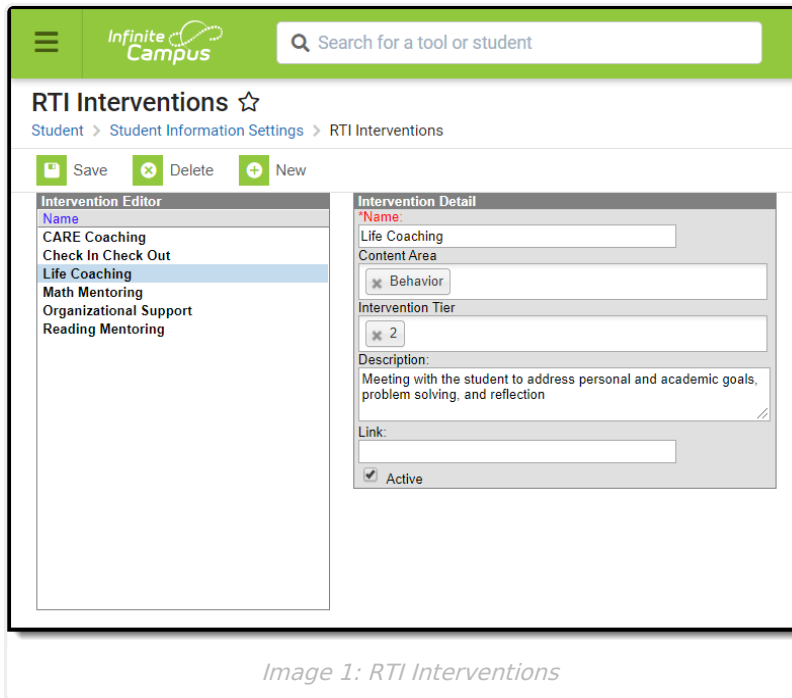 Infinite
Campus
Search for a tool or student
RTI Interventions
Student > Student Information Settings > RTI Interventions
Save Delete New
Intervention Editor
Name
CARE Coaching
Check In Check Out
Life Coaching
Math Mentoring
Organizational Support
Reading Mentoring
Intervention Detail
*Name:
Life Coaching
Content Area
Behavior
Intervention Tier
2
Description:
Meeting with the student to address personal and academic goals,
problem solving, and reflection
Link:
Active
Image 1: RTI Interventions